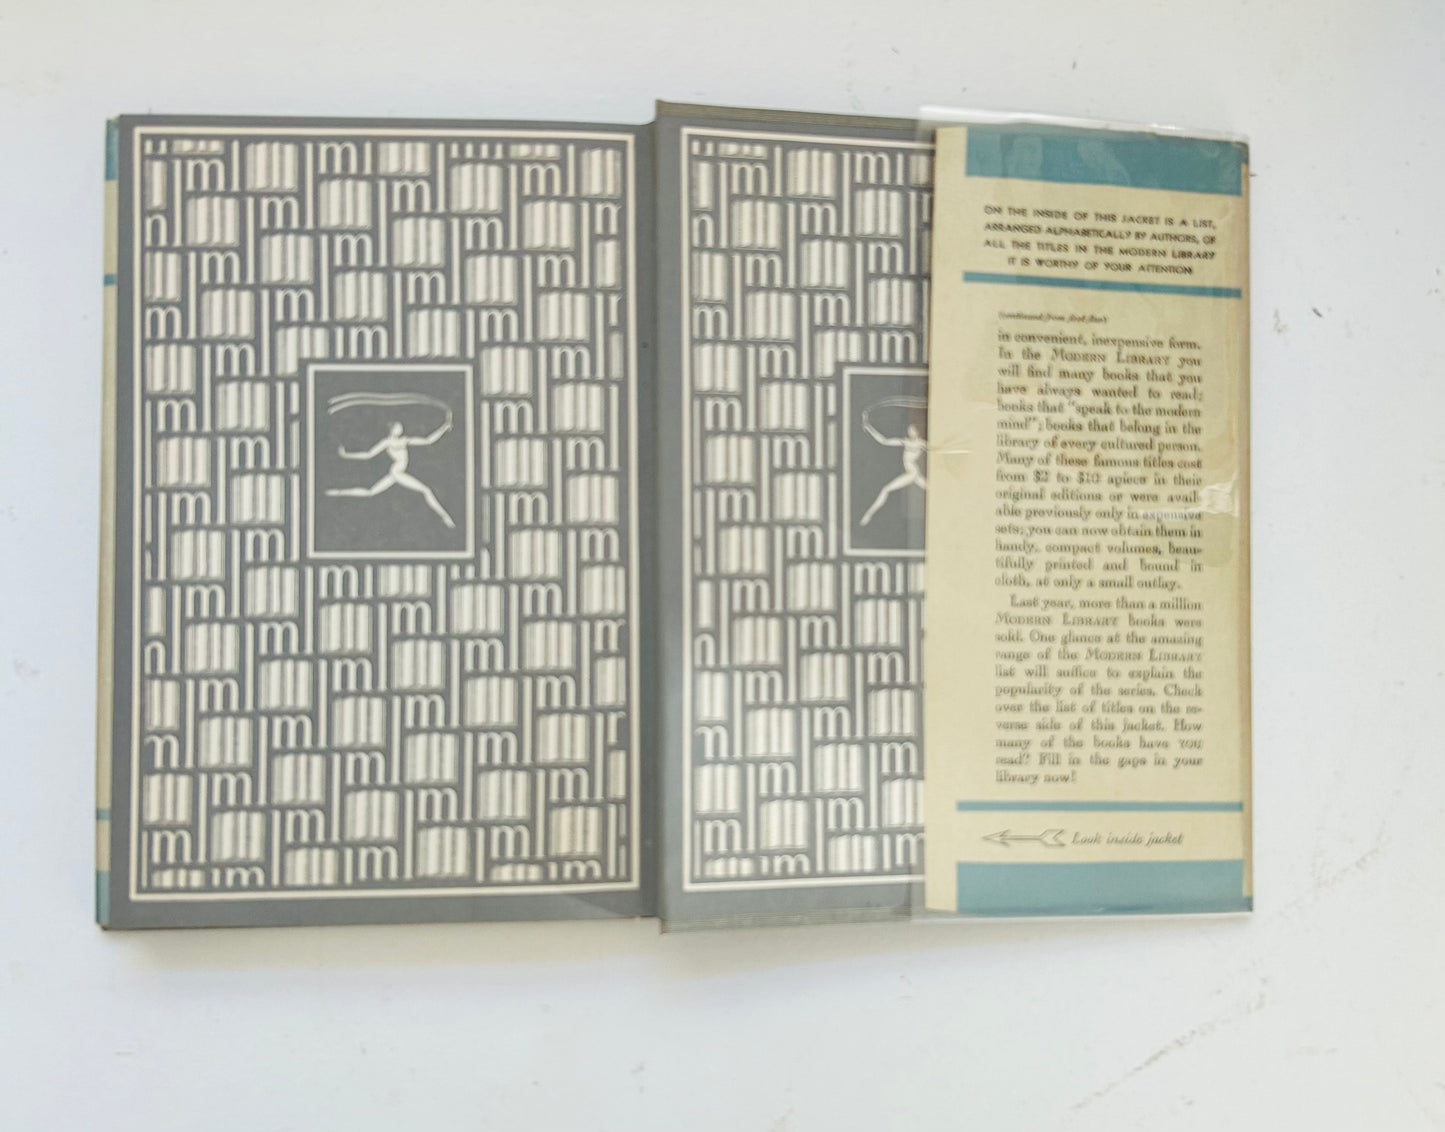 ON THE INSIDE OF THIS JACKET IS A LIST,
ARRANGED ALPHABETICALLY BY AUTHORS, OF
ALL THE TITLES IN THE MODERN LIBRARY
IT IS WORTHY OF YOUR ATTENTION
(continued from first flap)
in convenient, inexpensive form.
In the MODERN LIBRARY you
will find many books that you
have always wanted to read;
books that "speak to the modern
mind"; books that belong in the
library of every cultured person.
Many of these famous titles cost
from $2 to $10 apiece in their
original editions or were avail-
able previously only in expensive
sets; you can now obtain them in
handy, compact volumes, beau-
tifully printed and bound in
cloth, at only a small outlay.
Last year, more than a million
MODERN LIBRARY books were
sold. One glance at the amazing
range of the MODERN LIBRARY
list will suffice to explain the
popularity of the series. Check
over the list of titles on the re-
verse side of this jacket. How
many of the books have YOU
read? Fill in the gaps in your
library now!
Look inside jacket